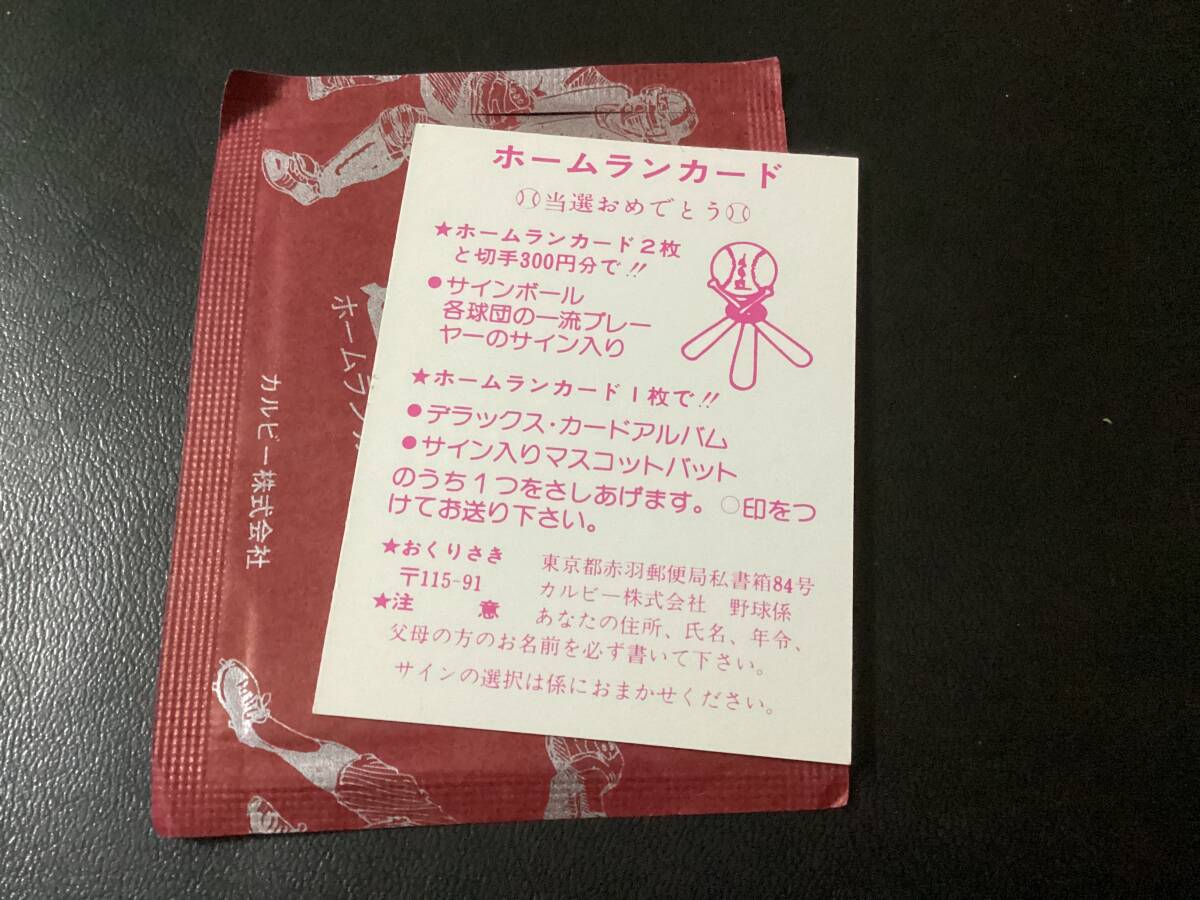 ホームランカード
当選おめでとう
★ホームランカード2枚
と切手300円分で!!
●サインボール
各球団の一流プレー
ヤーのサイン入り
★ホームランカード1枚で!!
●デラックス・カードアルバム
●サイン入りマスコットバット
のうち1つをさしあげます。○印をつ
けてお送り下さい。
★おくりさき
〒115-91
東京都赤羽郵便局私書箱84号
カルビー株式会社 野球係
★注意
あなたの住所、氏名、年令、
父母の方のお名前を必ず書いて下さい。
サインの選択は係におまかせください。
ホームラン
カルビー株式会社